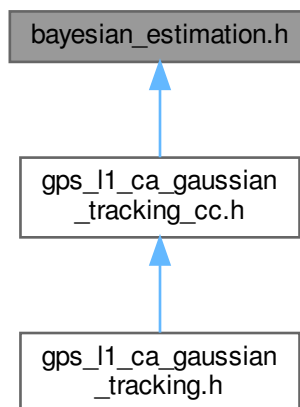 bayesian_estimation.h
gps_l1_ca_gaussian
_tracking_cc.h
gps_l1_ca_gaussian
_tracking.h